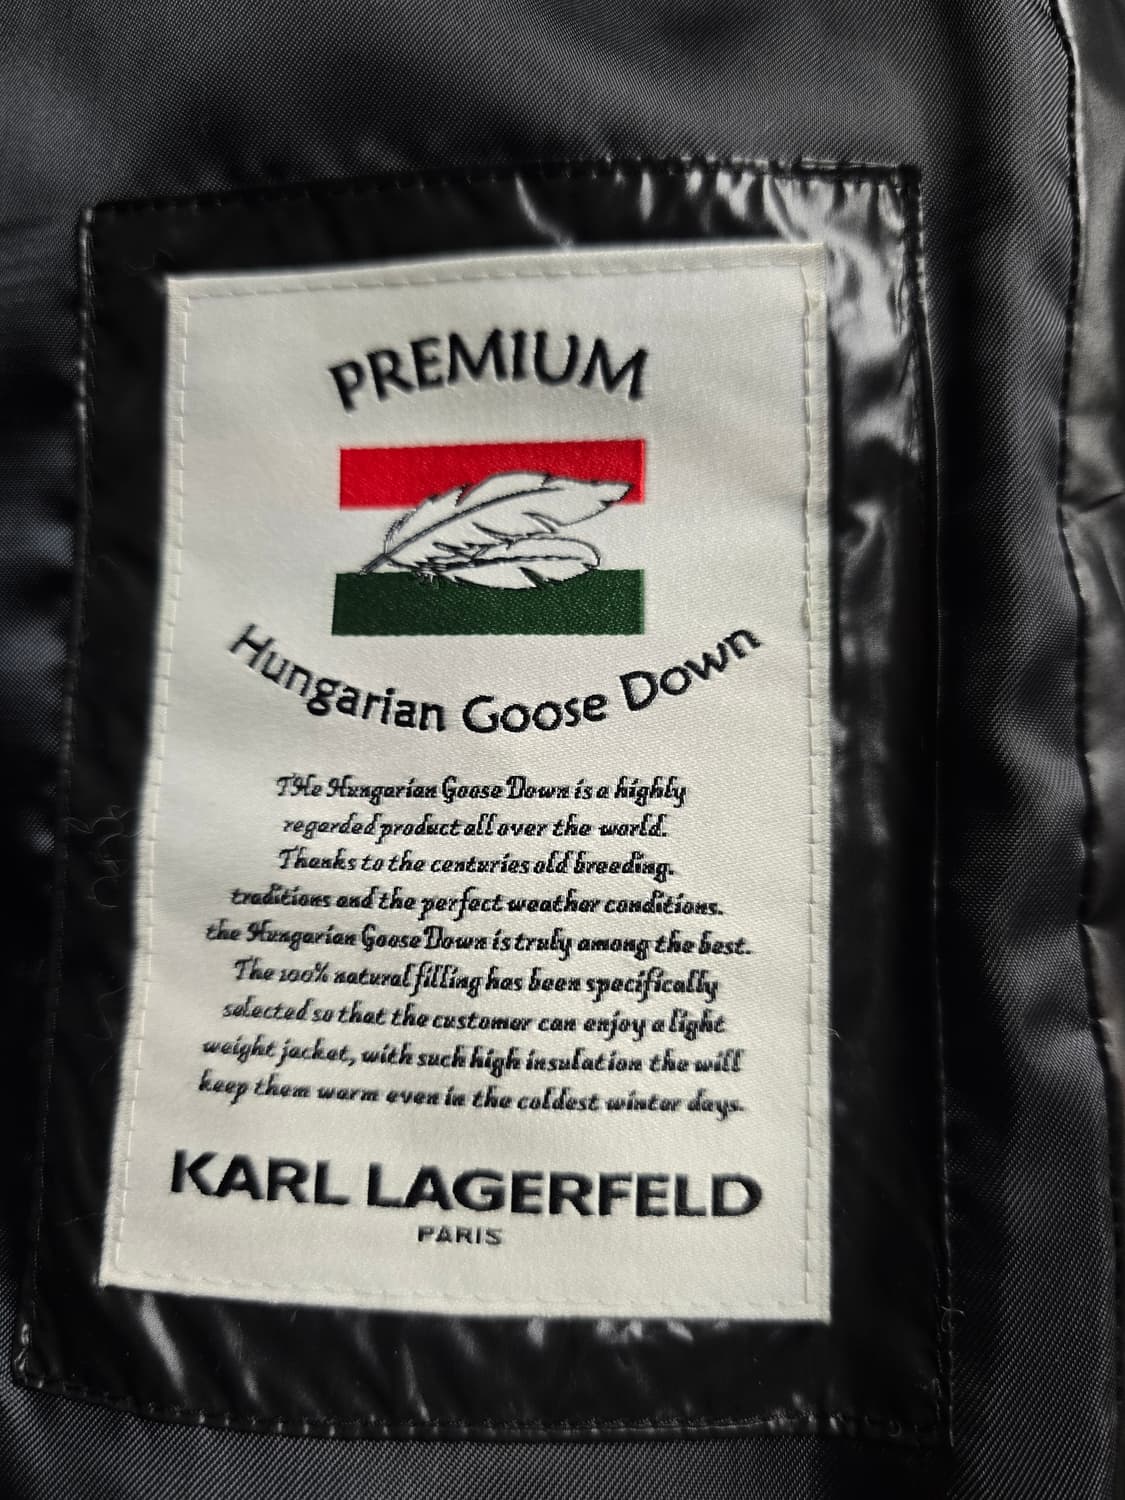 PREMIUM
Hungarian Goose Down
THe Hungarian Goose Down is a highly
regarded product all over the world.
Thanks to the centuries old breeding.
traditions and the perfect weather conditions.
the Hungarian Goose Down is truly among the best.
The 100% natural filling has been specifically
selected so that the customer can enjoy a light
weight jacket, with such high insulation the will
keep them warm even in the coldest winter days.
KARL LAGERFELD
PARIS